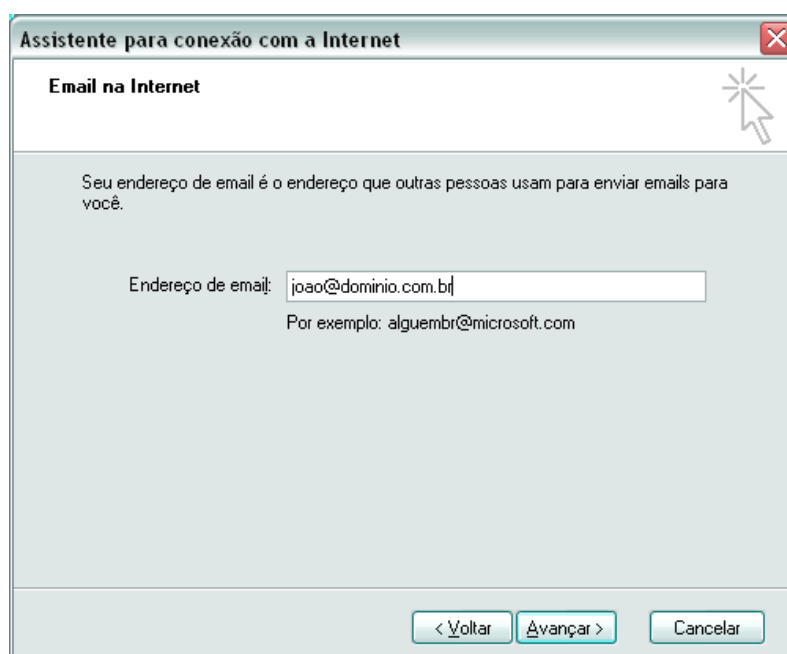 Assistente para conexão com a Internet
Email na Internet
Seu endereço de email é o endereço que outras pessoas usam para enviar emails para
você.
Endereço de email: joao@dominio.com.br
Por exemplo: alguembr@microsoft.com
< Voltar Avançar > Cancelar